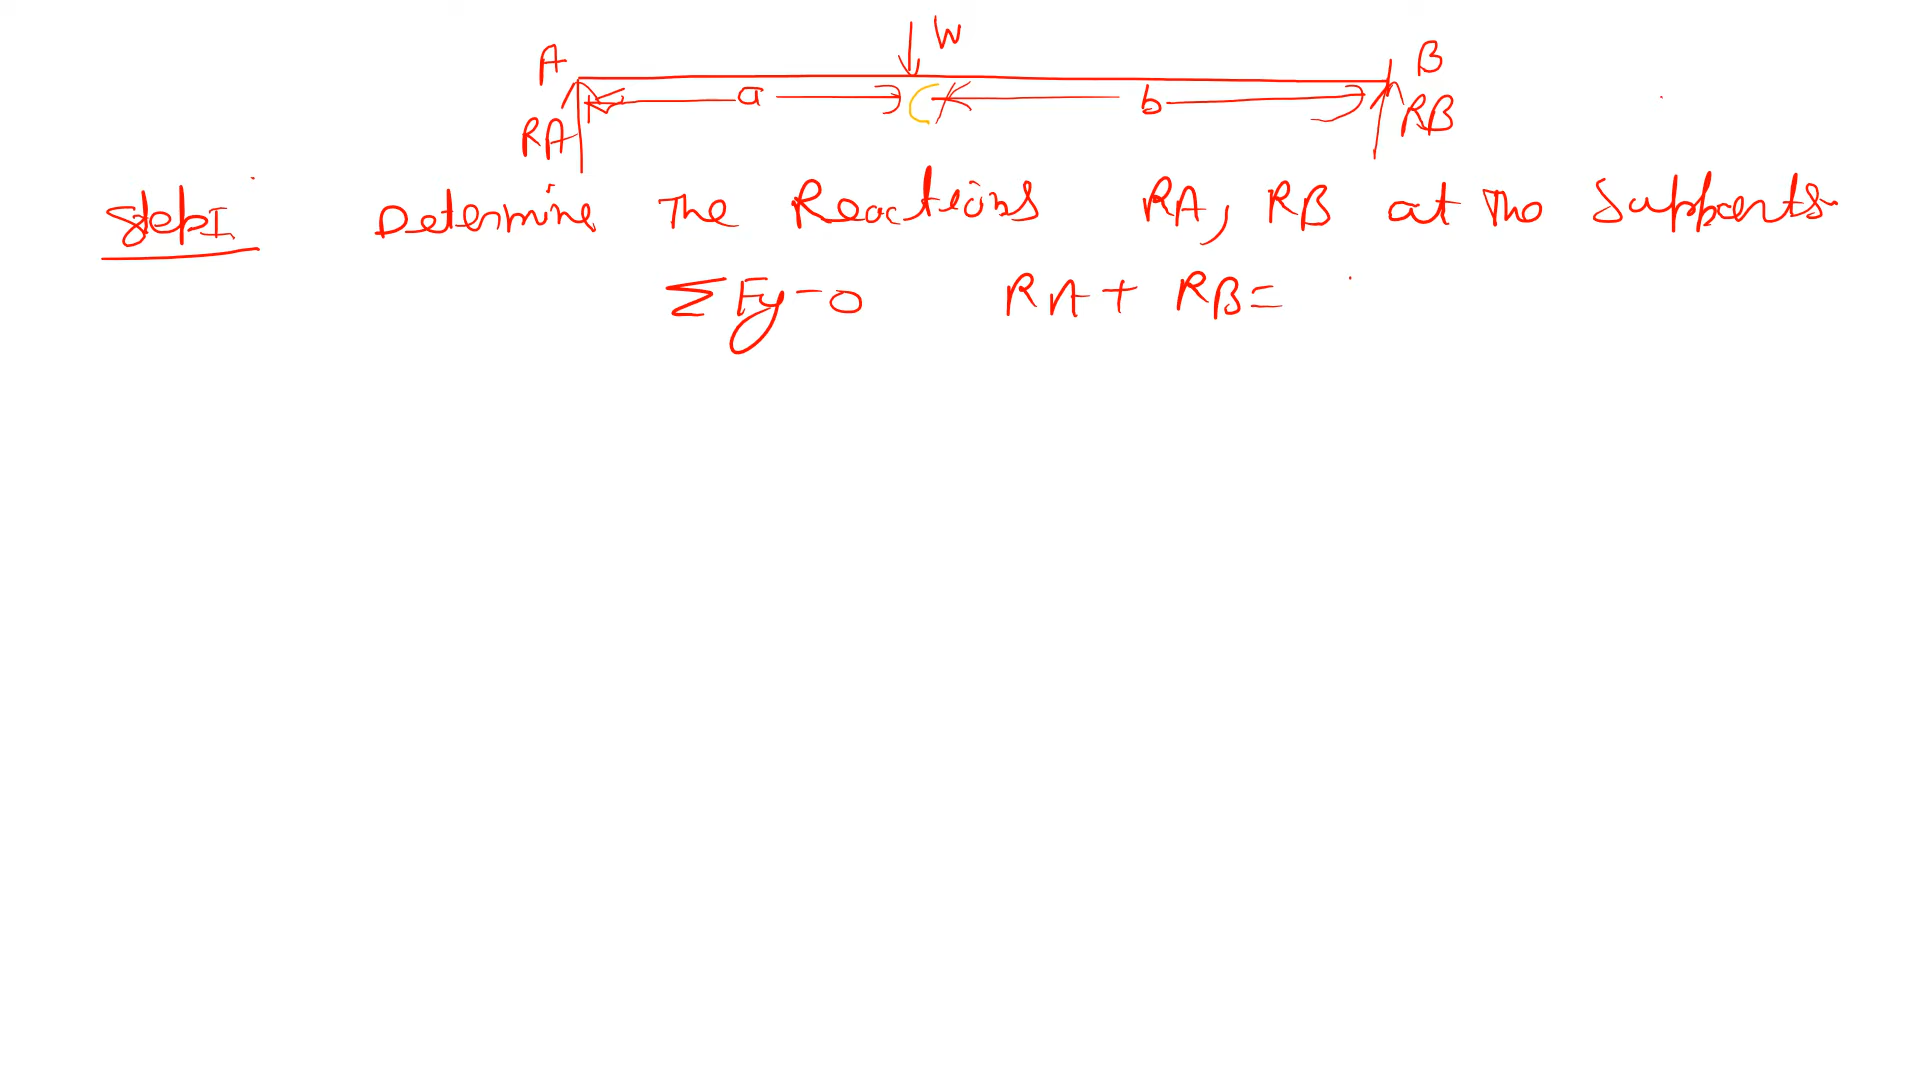 W
A B
a C b
RA RB
Step I Determine The Reactions RA, RB at The Supports
ΣFy=0 RA+ RB=